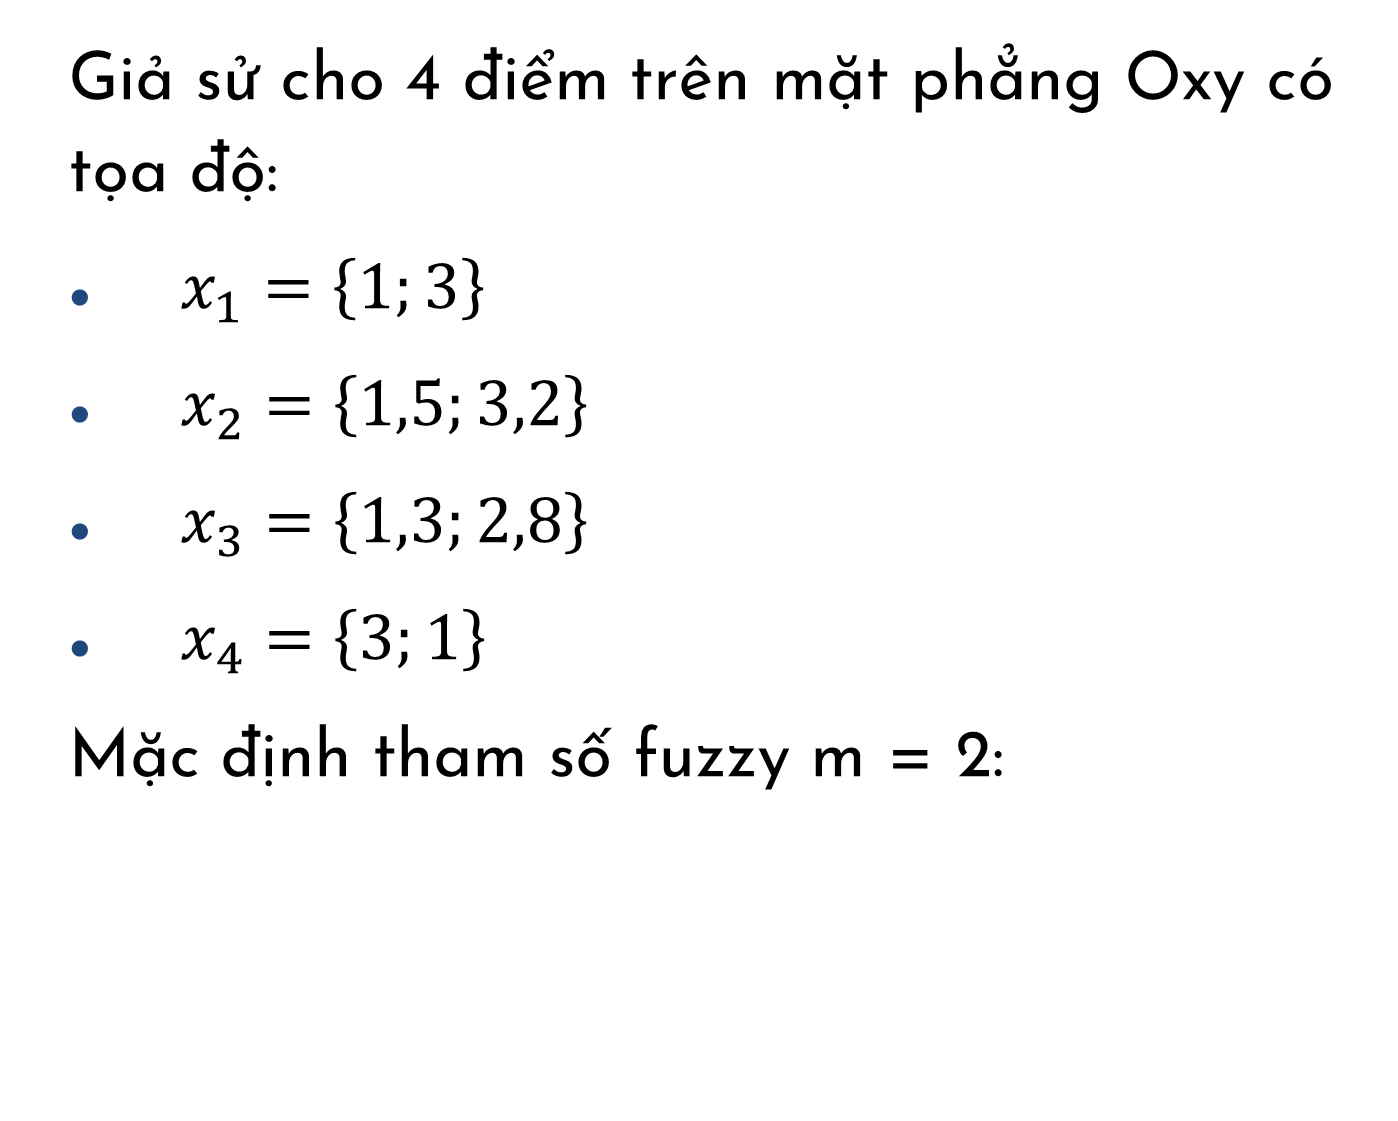 Giả sử cho 4 điểm trên mặt phẳng Oxy có
tọa độ:
• x₁ = {1; 3}
• x₂ = {1,5; 3,2}
• x₃ = {1,3; 2,8}
• x₄ = {3; 1}
Mặc định tham số fuzzy m = 2: